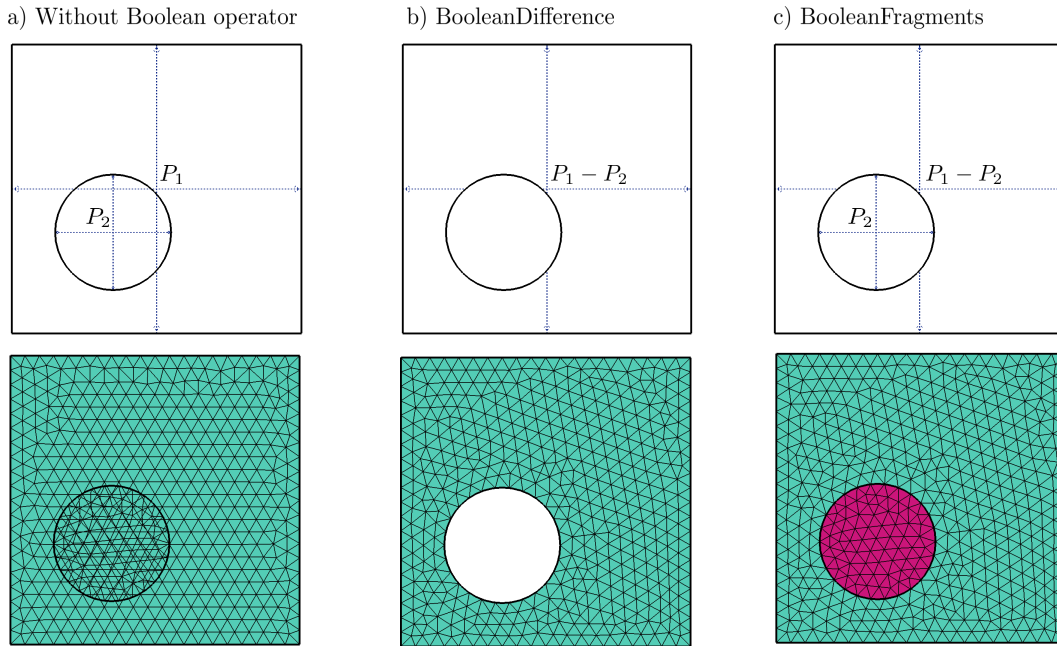 a) Without Boolean operator
b) BooleanDifference
c) BooleanFragments
P₁
P₂
P₁ − P₂
P₁ − P₂
P₂